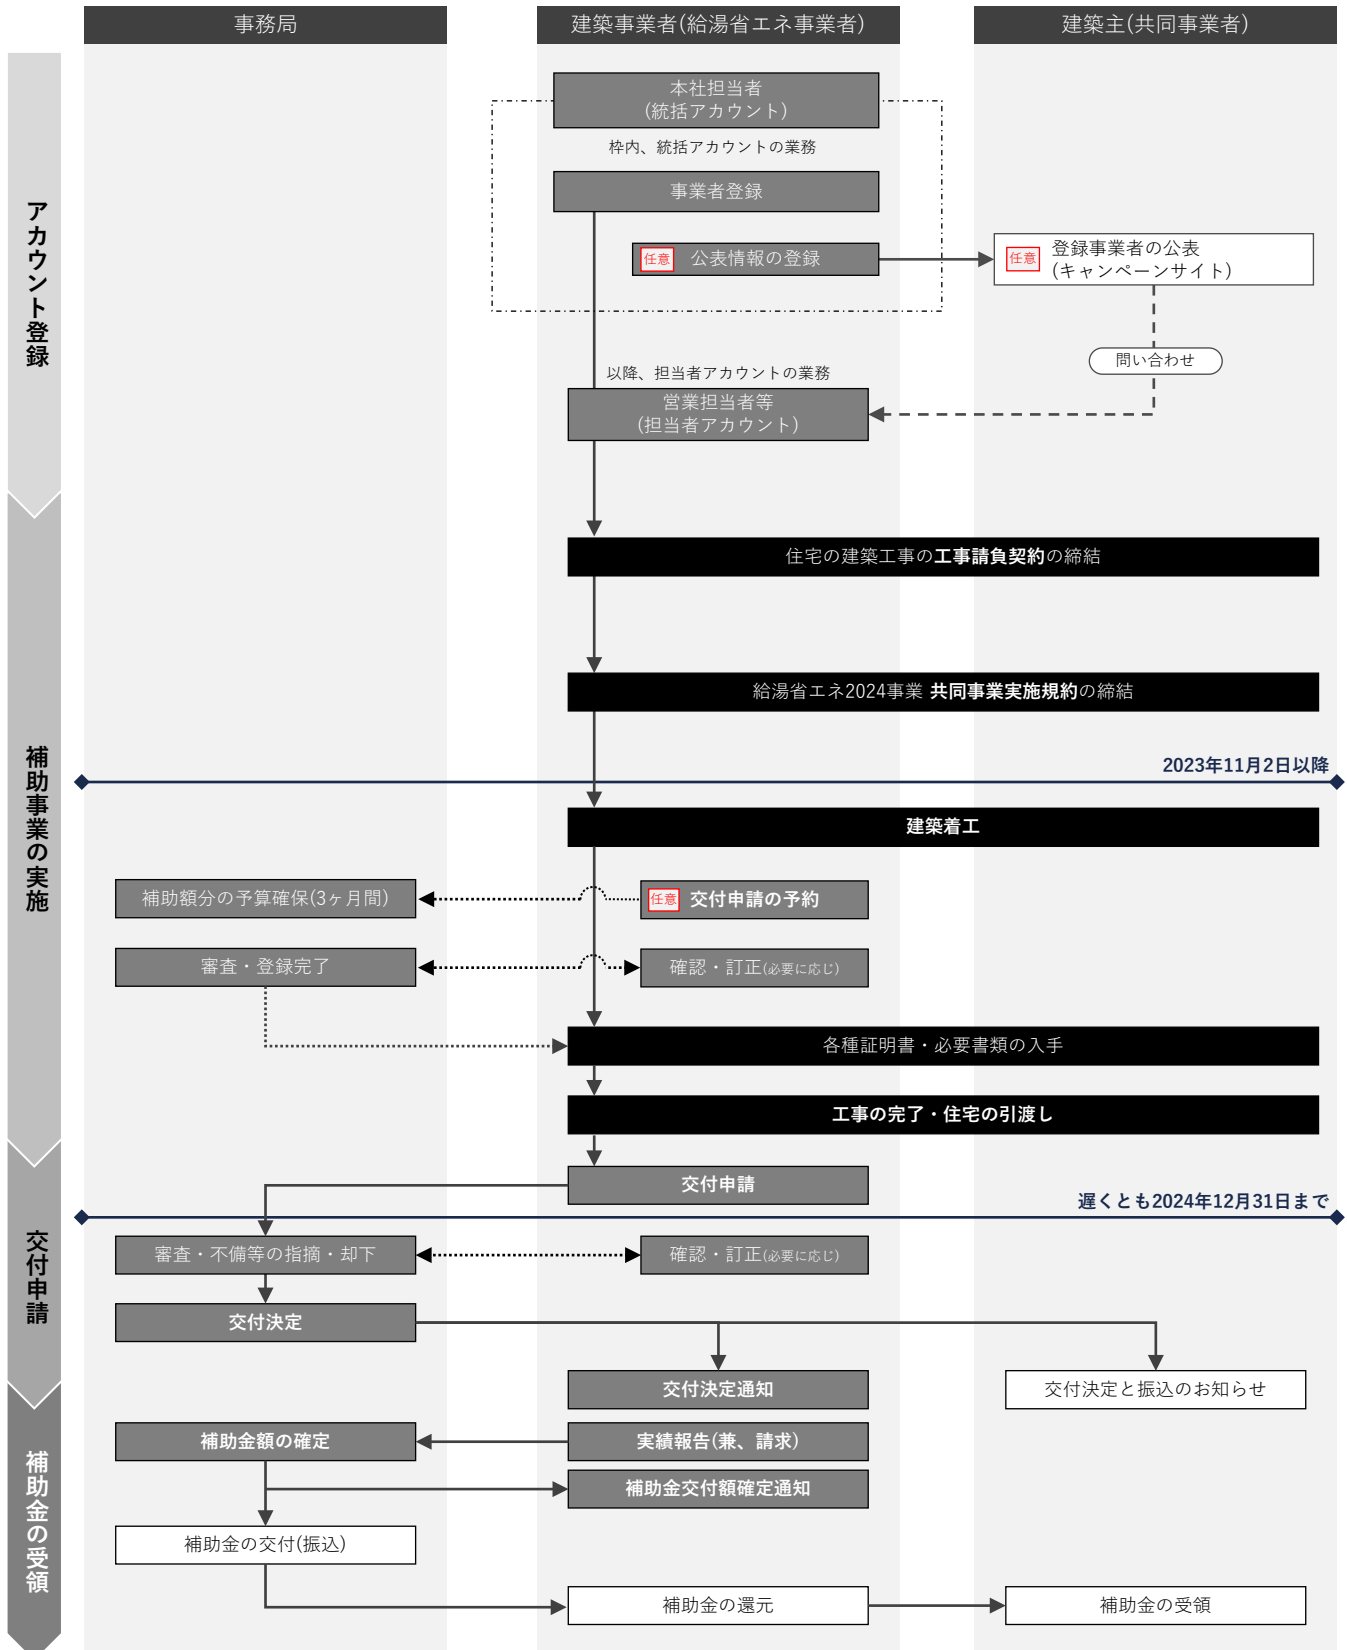 事務局
建築事業者(給湯省エネ事業者)
建築主(共同事業者)
アカウント登録
本社担当者
(統括アカウント)
枠内、統括アカウントの業務
事業者登録
任意 公表情報の登録
任意 登録事業者の公表
(キャンペーンサイト)
問い合わせ
以降、担当者アカウントの業務
営業担当者等
(担当者アカウント)
補助事業の実施
住宅の建築工事の工事請負契約の締結
給湯省エネ2024事業 共同事業実施規約の締結
2023年11月2日以降
建築着工
補助額分の予算確保(3ヶ月間)
任意 交付申請の予約
審査・登録完了
確認・訂正(必要に応じ)
各種証明書・必要書類の入手
工事の完了・住宅の引渡し
交付申請
交付申請
遅くとも2024年12月31日まで
審査・不備等の指摘・却下
確認・訂正(必要に応じ)
交付決定
交付決定通知
交付決定と振込のお知らせ
補助金の受領
補助金額の確定
実績報告(兼、請求)
補助金交付額確定通知
補助金の交付(振込)
補助金の還元
補助金の受領